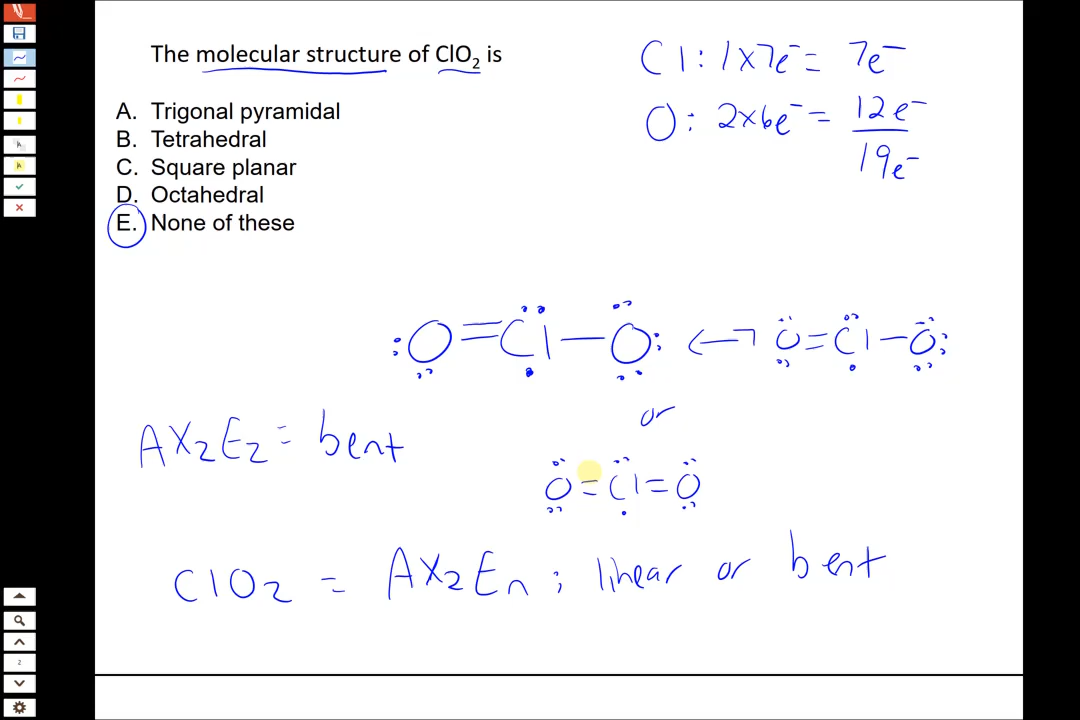 The molecular structure of ClO₂ is
A. Trigonal pyramidal
B. Tetrahedral
C. Square planar
D. Octahedral
E. None of these
Cl: 1x7e⁻ = 7e⁻
O: 2x6e⁻ = 12e⁻
19e⁻
O=Cl-O ↔ O=Cl-O
or
O=Cl=O
AX₂E₂ = bent
ClO₂ = AX₂Eₙ; linear or bent
2